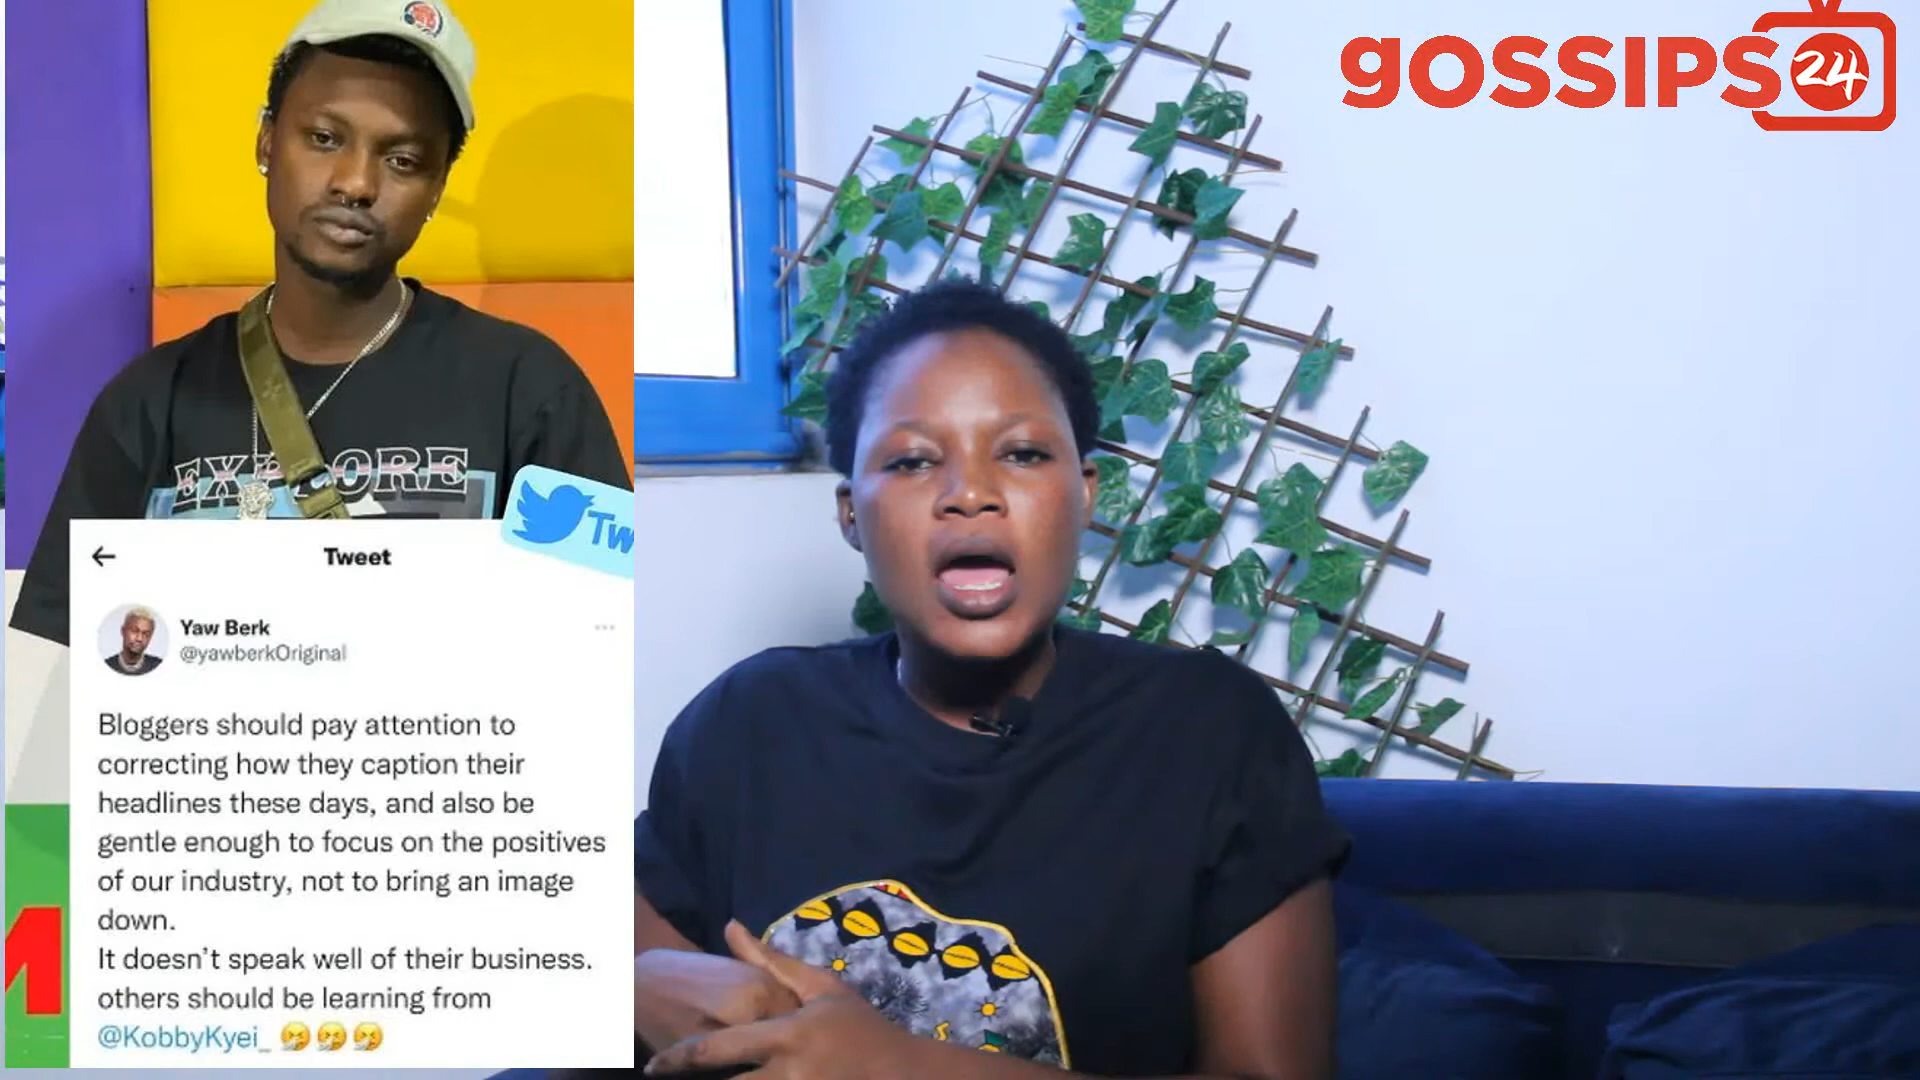 gOSSIPS 24
EXPLORE
Tw
Tweet
Yaw Berk
@yawberkOriginal
Bloggers should pay attention to
correcting how they caption their
headlines these days, and also be
gentle enough to focus on the positives
of our industry, not to bring an image
down.
It doesn't speak well of their business.
others should be learning from
@KobbyKyei_ 🤧🤧🤧